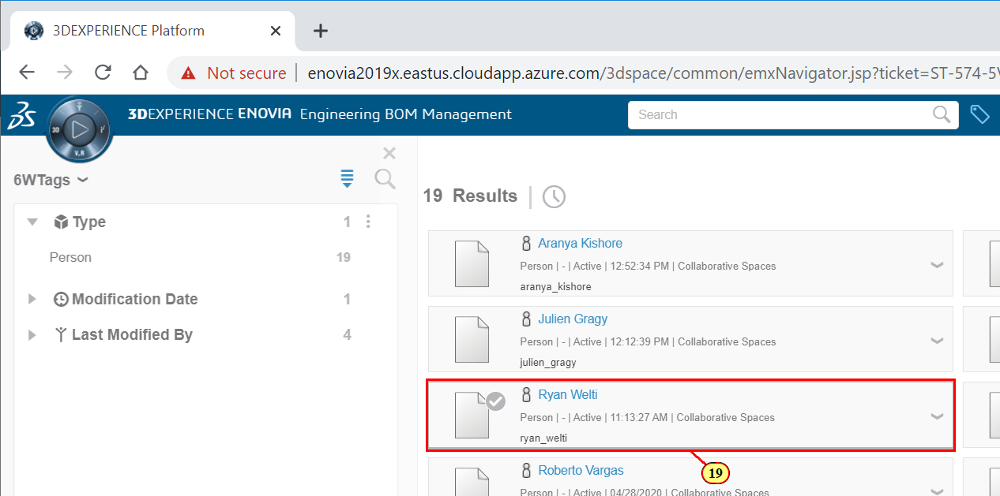 3DEXPERIENCE Platform
Not secure | enovia2019x.eastus.cloudapp.azure.com/3dspace/common/emxNavigator.jsp?ticket=ST-574-5V
3DEXPERIENCE ENOVIA Engineering BOM Management
Search
3D
V.R
6WTags
19 Results
Type 1
Person 19
Modification Date 1
Last Modified By 4
Aranya Kishore
Person | - | Active | 12:52:34 PM | Collaborative Spaces
aranya_kishore
Julien Gragy
Person | - | Active | 12:12:39 PM | Collaborative Spaces
julien_gragy
Ryan Welti
Person | - | Active | 11:13:27 AM | Collaborative Spaces
ryan_welti
19
Roberto Vargas
Person | - | Active | 04/28/2020 | Collaborative Spaces